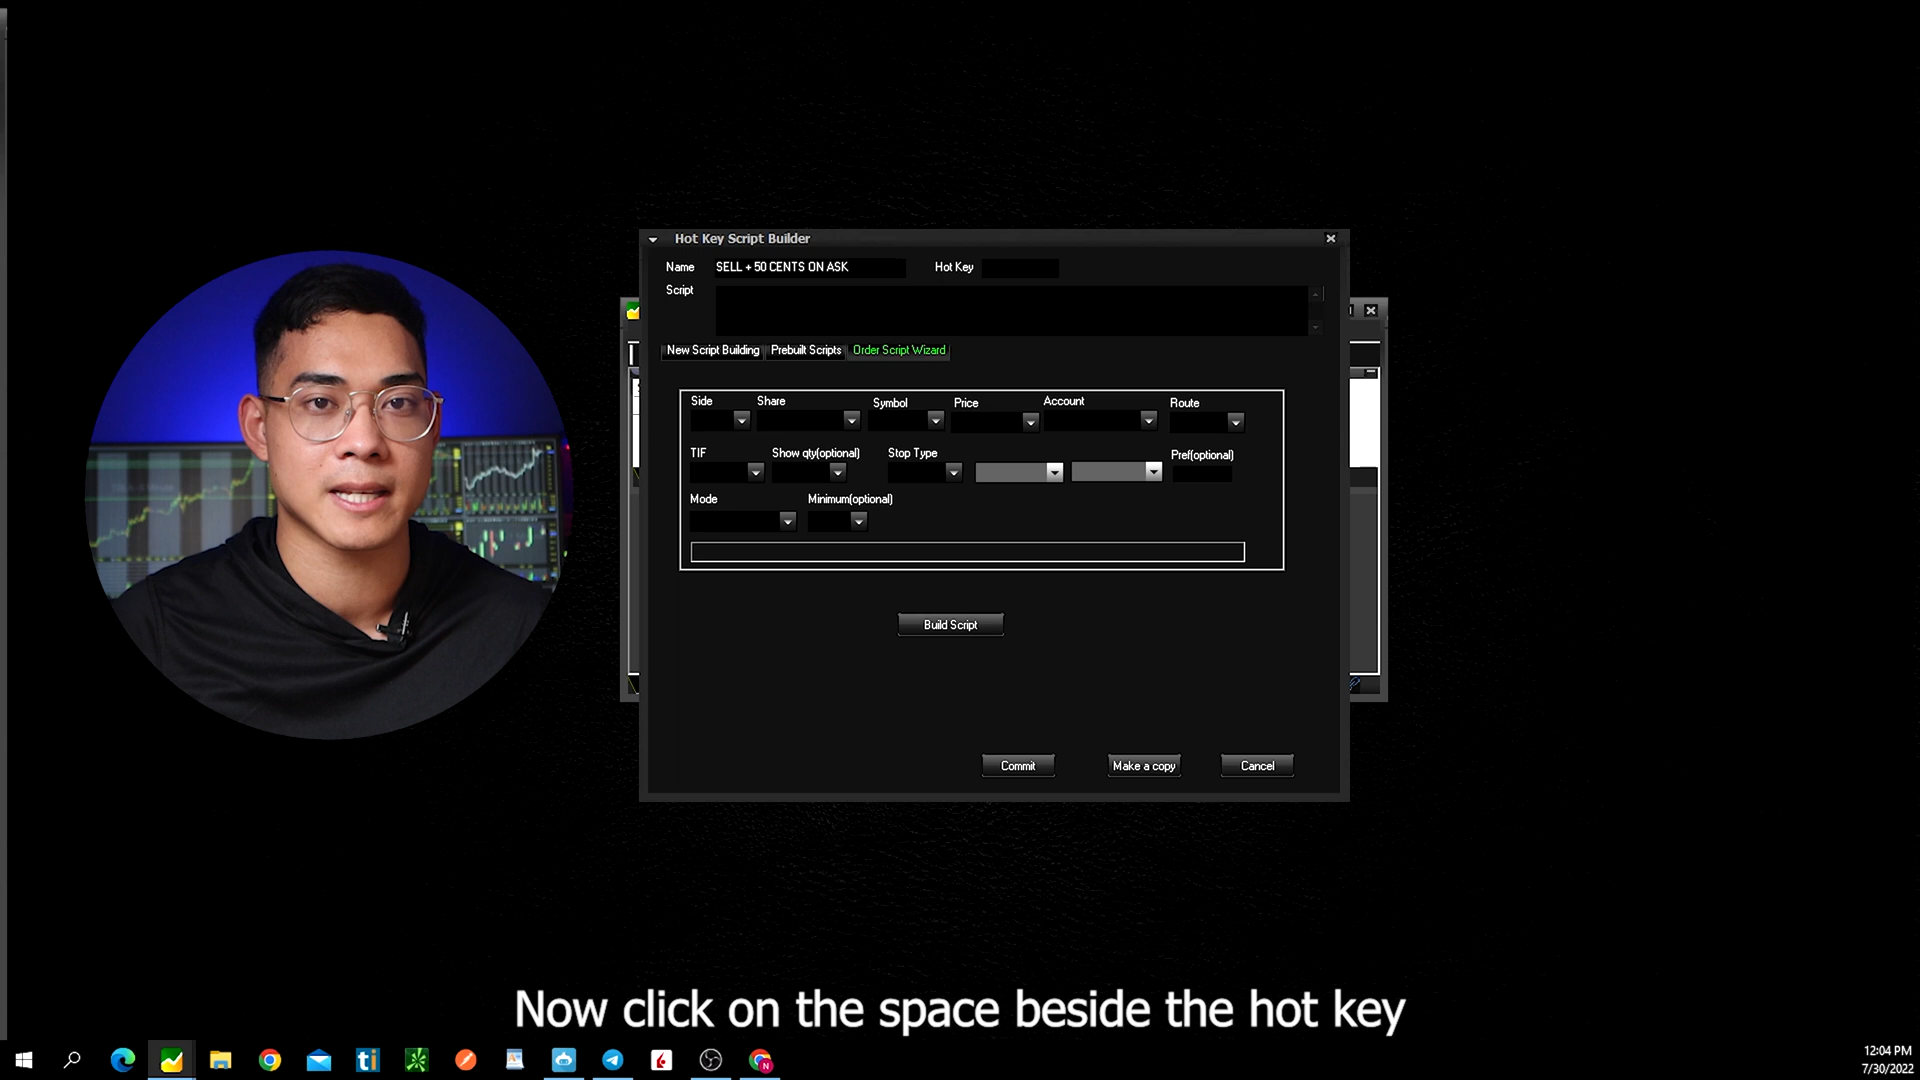 Hot Key Script Builder
Name SELL + 50 CENTS ON ASK Hot Key
Script
New Script Building Prebuilt Scripts Order Script Wizard
Side Share Symbol Price Account Route
TIF Show qty(optional) Stop Type Pref(optional)
Mode Minimum(optional)
Build Script
Commit Make a copy Cancel
Now click on the space beside the hot key
ti
N
12:04 PM
7/30/2022